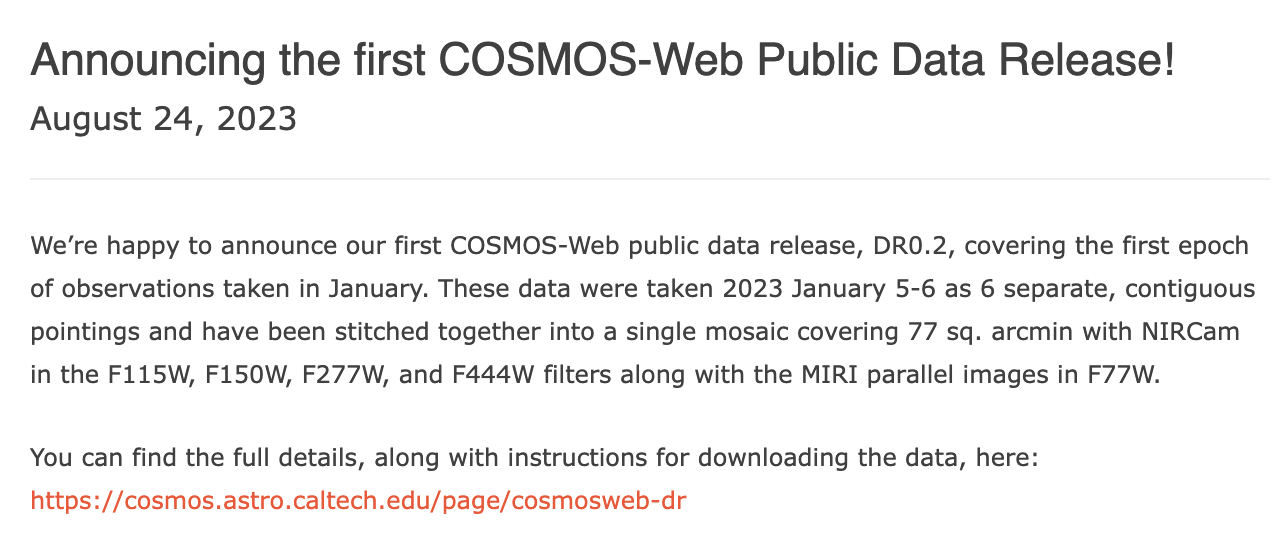 Announcing the first COSMOS-Web Public Data Release!
August 24, 2023
We’re happy to announce our first COSMOS-Web public data release, DR0.2, covering the first epoch
of observations taken in January. These data were taken 2023 January 5-6 as 6 separate, contiguous
pointings and have been stitched together into a single mosaic covering 77 sq. arcmin with NIRCam
in the F115W, F150W, F277W, and F444W filters along with the MIRI parallel images in F77W.
You can find the full details, along with instructions for downloading the data, here:
https://cosmos.astro.caltech.edu/page/cosmosweb-dr